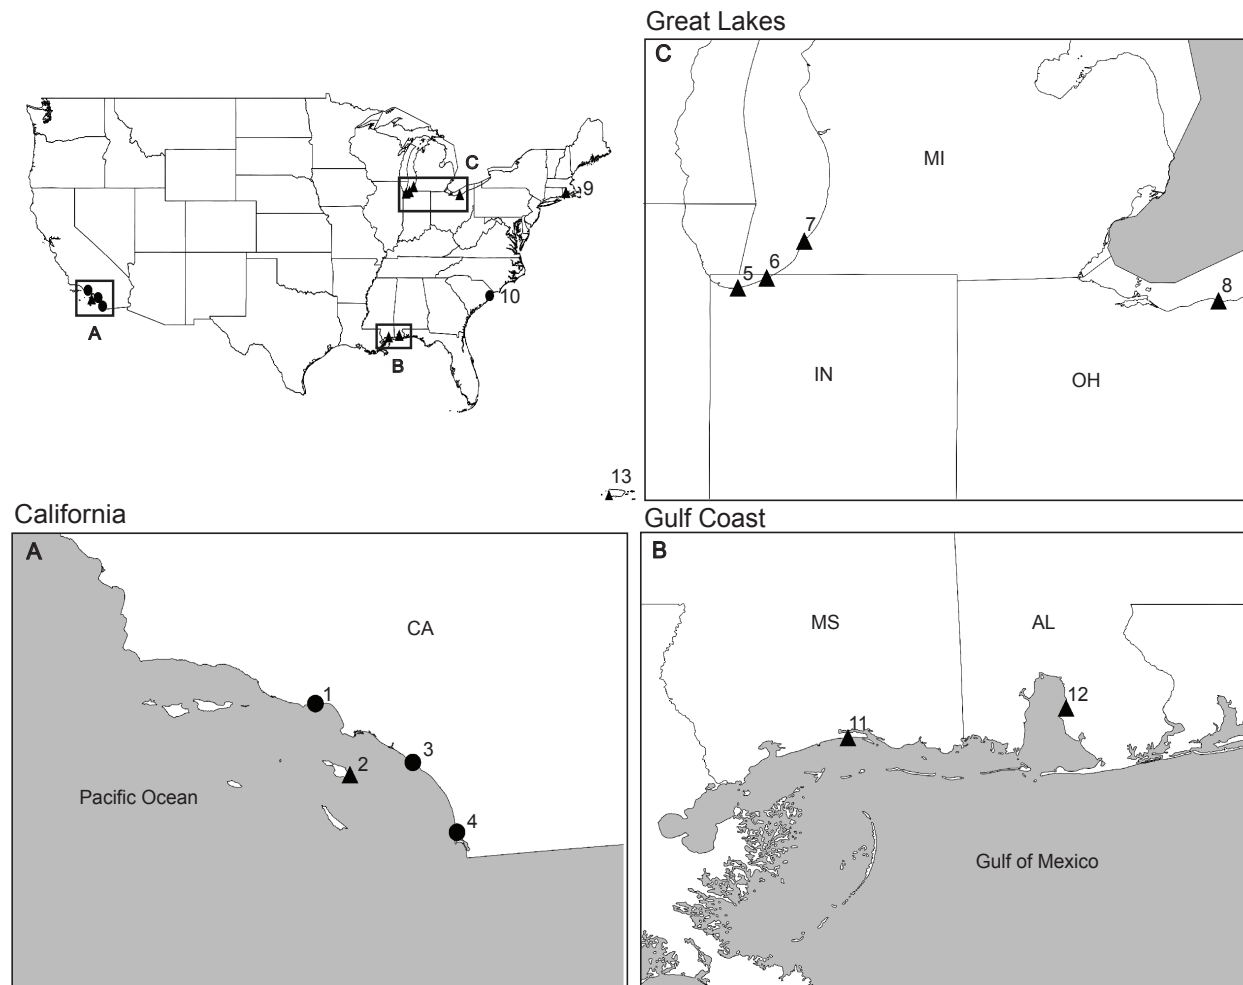 Great Lakes
C
MI
7
6
5
8
IN
OH
C
9
10
A
B
13
California
A
CA
1
3
2
4
Pacific Ocean
Gulf Coast
B
MS
AL
12
11
Gulf of Mexico